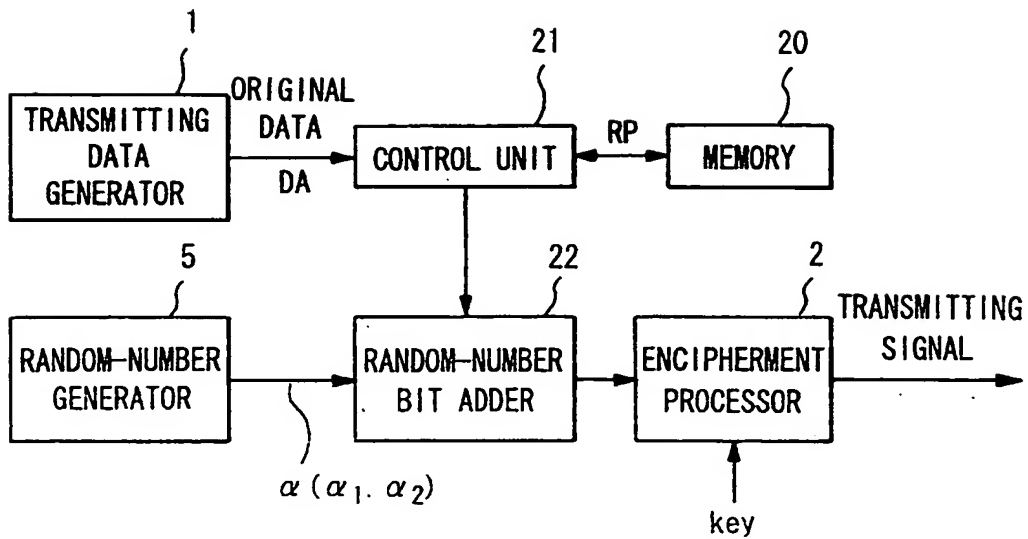 1
TRANSMITTING
DATA
GENERATOR
ORIGINAL
DATA
DA
21
CONTROL UNIT
RP
20
MEMORY
5
RANDOM-NUMBER
GENERATOR
α(α1. α2)
22
RANDOM-NUMBER
BIT ADDER
2
ENCIPHERMENT
PROCESSOR
key
TRANSMITTING
SIGNAL